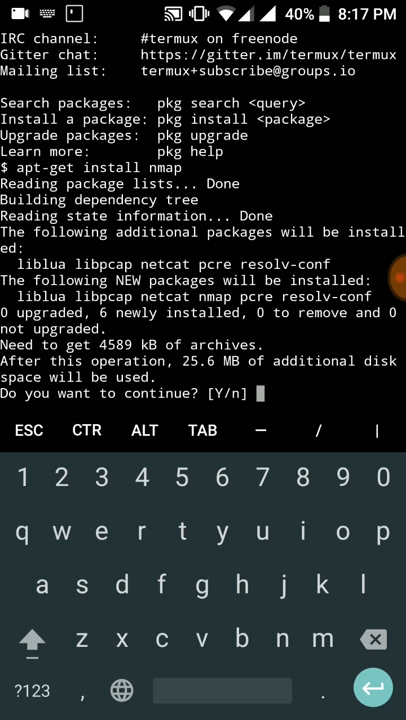 40% 8:17 PM
IRC channel: #termux on freenode
Gitter chat: https://gitter.im/termux/termux
Mailing list: termux+subscribe@groups.io
Search packages: pkg search <query>
Install a package: pkg install <package>
Upgrade packages: pkg upgrade
Learn more: pkg help
$ apt-get install nmap
Reading package lists... Done
Building dependency tree
Reading state information... Done
The following additional packages will be install
ed:
liblua libpcap netcat pcre resolv-conf
The following NEW packages will be installed:
liblua libpcap netcat nmap pcre resolv-conf
0 upgraded, 6 newly installed, 0 to remove and 0
not upgraded.
Need to get 4589 kB of archives.
After this operation, 25.6 MB of additional disk
space will be used.
Do you want to continue? [Y/n]
ESC CTR ALT TAB — / |
1 2 3 4 5 6 7 8 9 0
q w e r t y u i o p
a s d f g h j k l
z x c v b n m
?123 , .